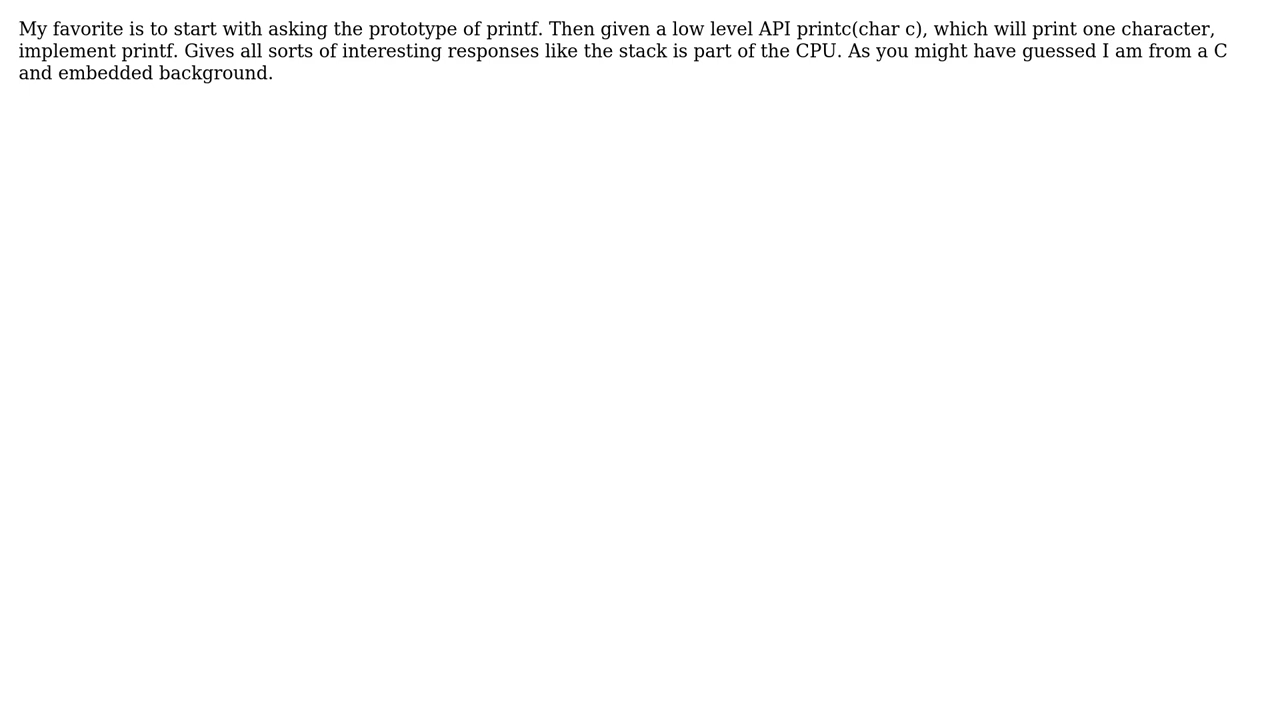 My favorite is to start with asking the prototype of printf. Then given a low level API printc(char c), which will print one character,
implement printf. Gives all sorts of interesting responses like the stack is part of the CPU. As you might have guessed I am from a C
and embedded background.